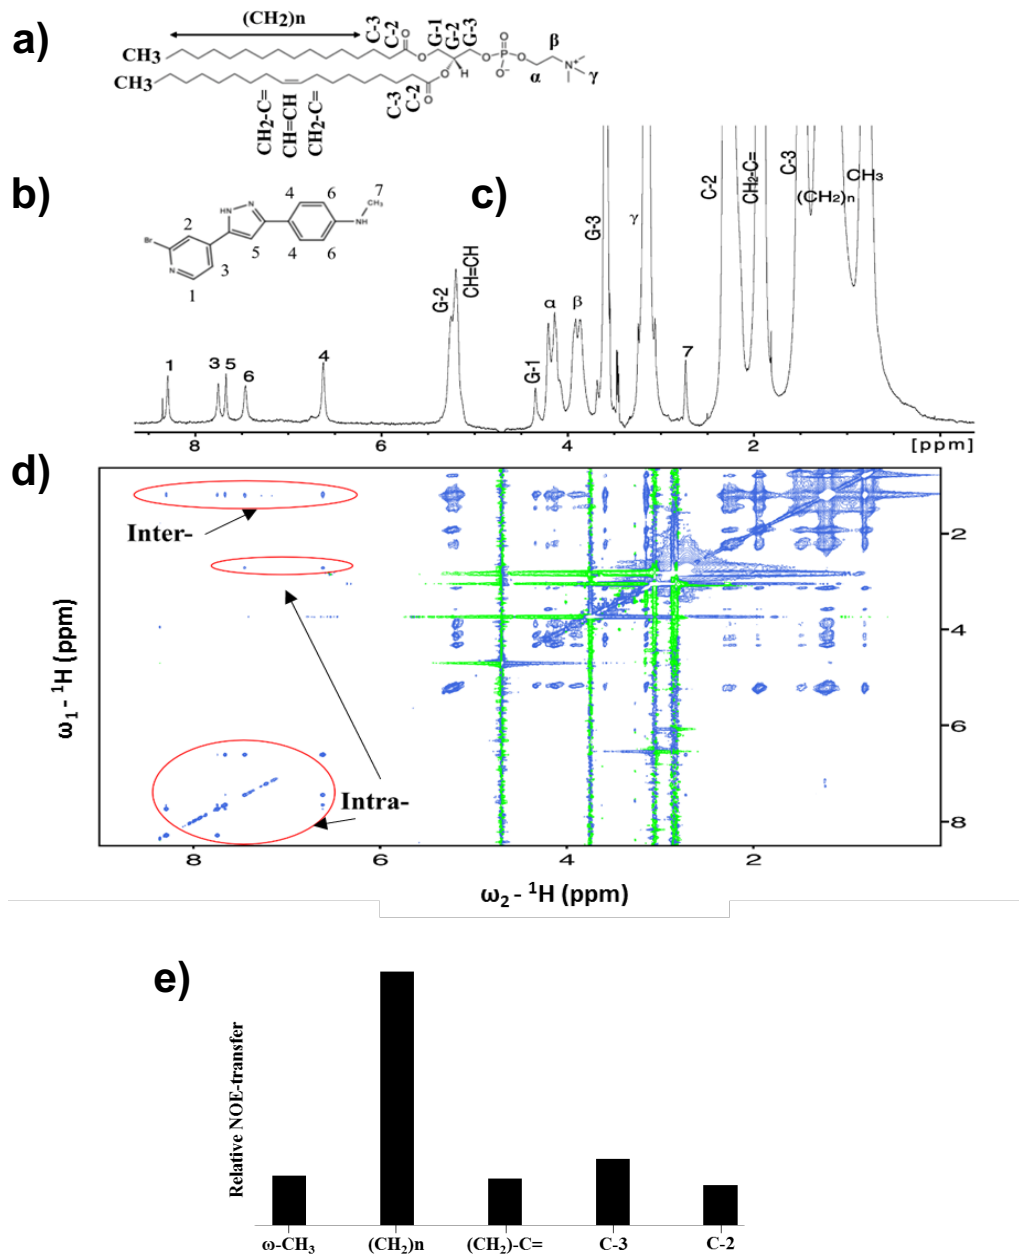 a)
(CH2)n
C-3
C-2
G-1
G-2
G-3
CH3
CH3
O
O
O
P
O
O⁻
O
O
H
O
N⁺
α
β
γ
C-3
C-2
CH2-C=
CH=CH
CH2-C=
b)
4
6
7
HN
N
CH₃
NH
Br
2
N
3
5
4
6
1
c)
1
3
5
6
4
G-2
CH=CH
G-1
α
β
G-3
γ
7
C-2
CH2-C=
C-3
(CH2)n
CH3
8
6
4
2
[ppm]
d)
Inter-
Intra-
2
4
6
8
ω1 - 1H (ppm)
8
6
4
2
ω2 - 1H (ppm)
e)
Relative NOE-transfer
ω-CH3
(CH2)n
(CH2)-C=
C-3
C-2